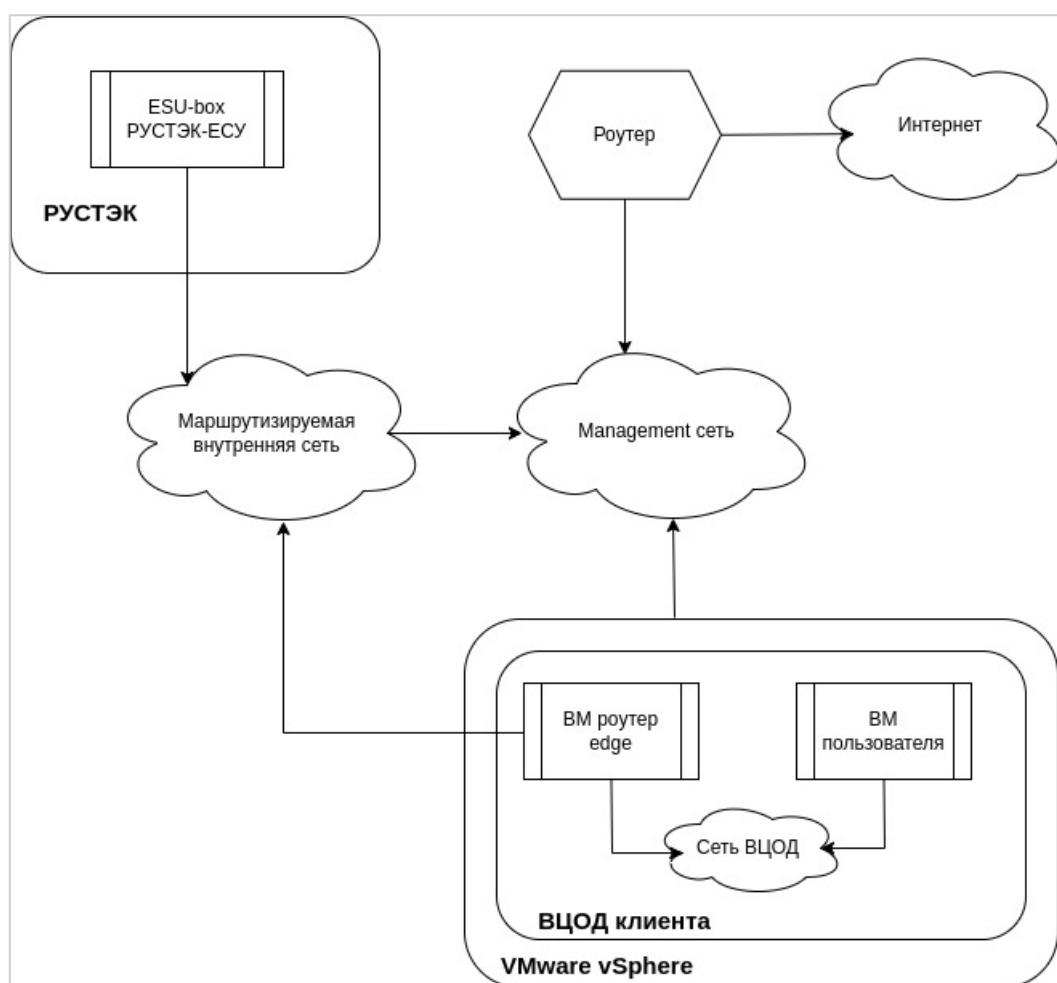 ESU-box
РУСТЭК-ЕСУ
РУСТЭК
Роутер
Интернет
Маршрутизируемая
внутренняя сеть
Management сеть
ВМ роутер
edge
ВМ
пользователя
Сеть ВЦОД
ВЦОД клиента
VMware vSphere